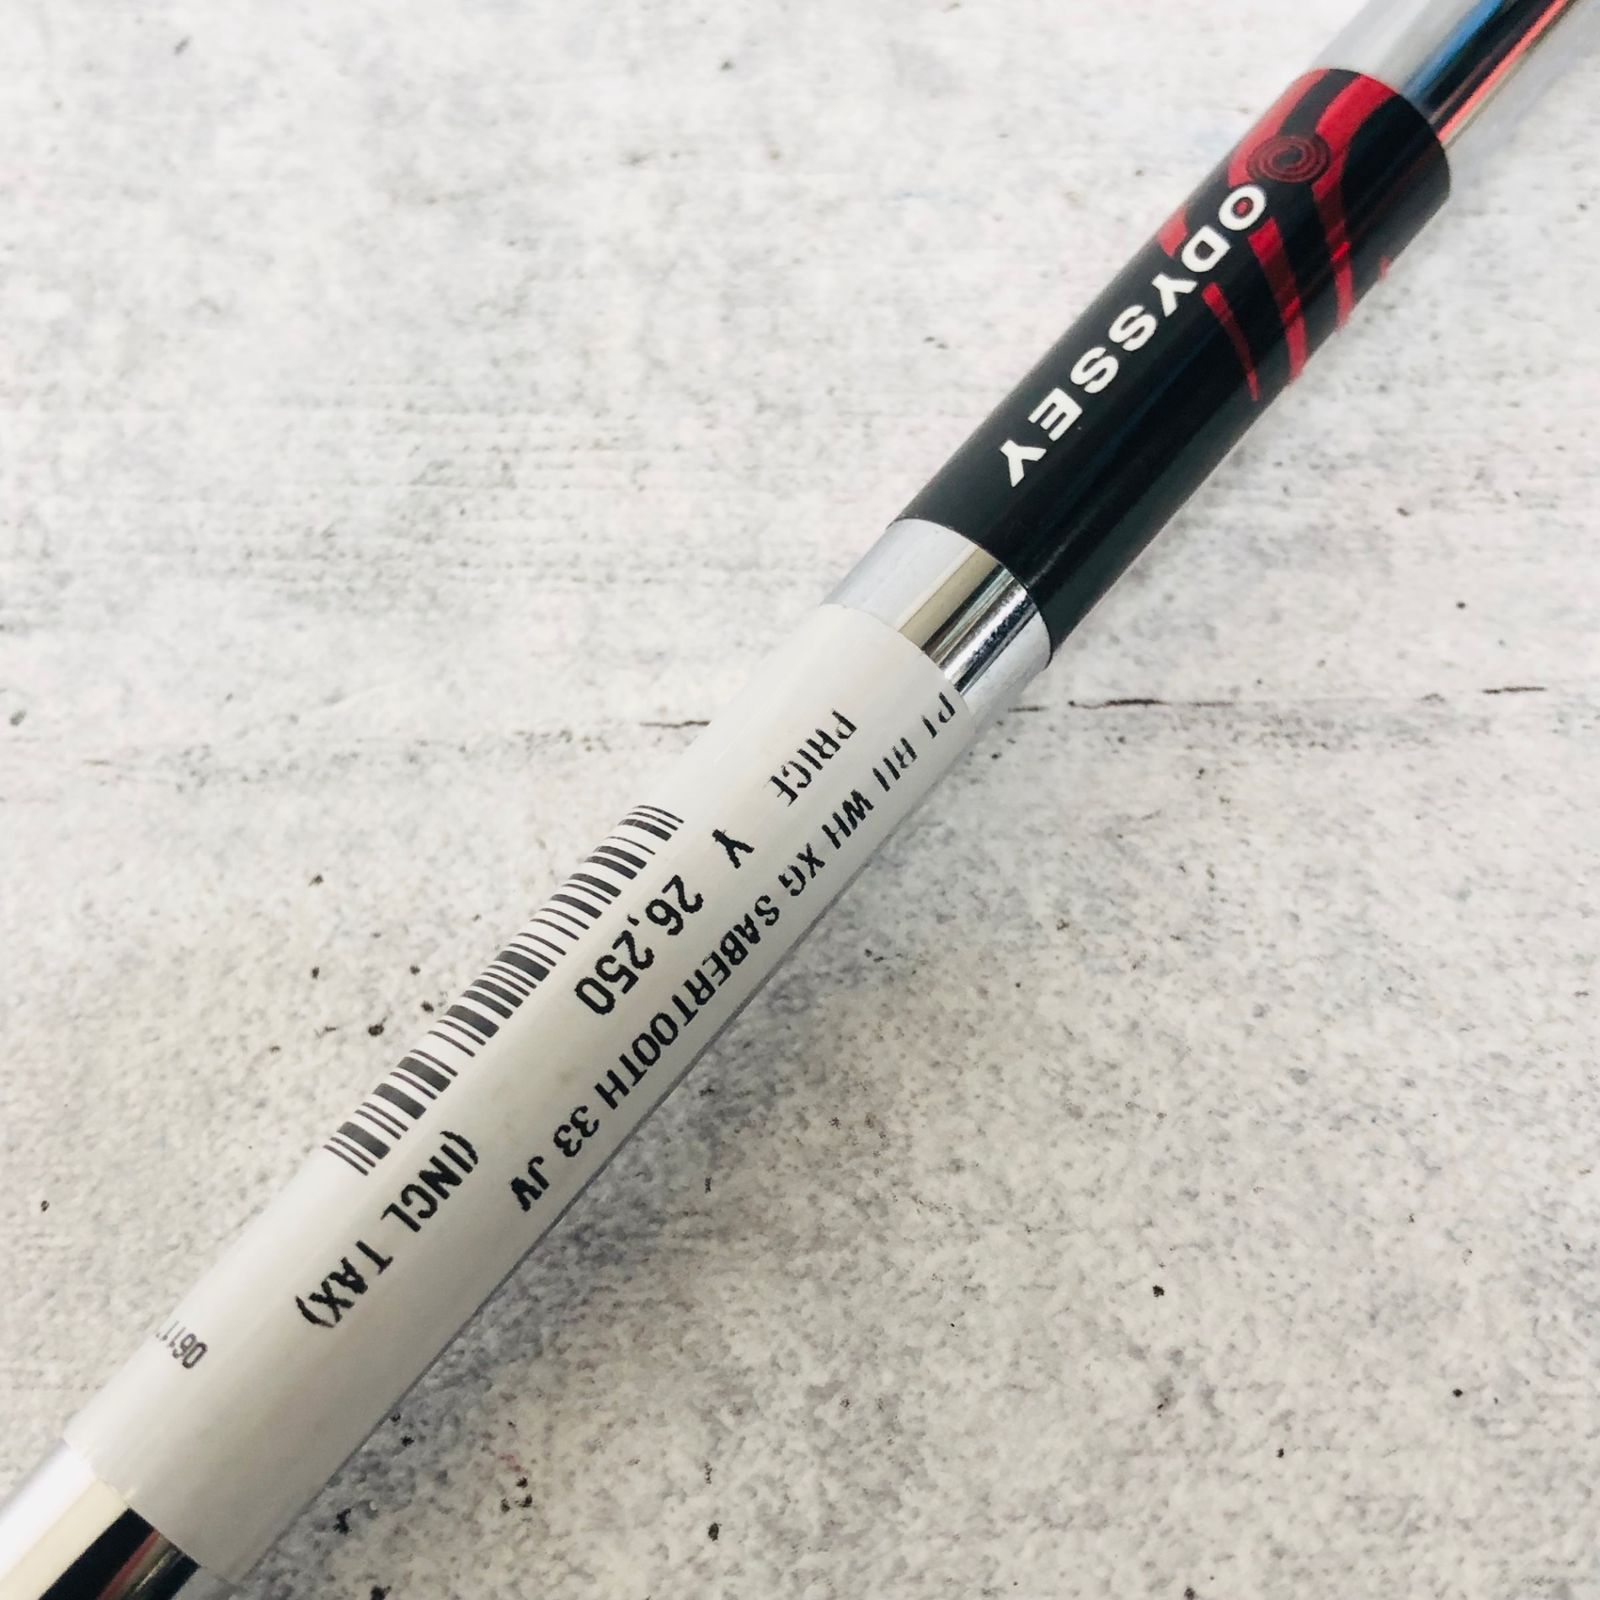 ODYSSEY
PT RH WH XG SABERTOOTH 33 JV
PRICE
Y 26,250
(INCL TAX)